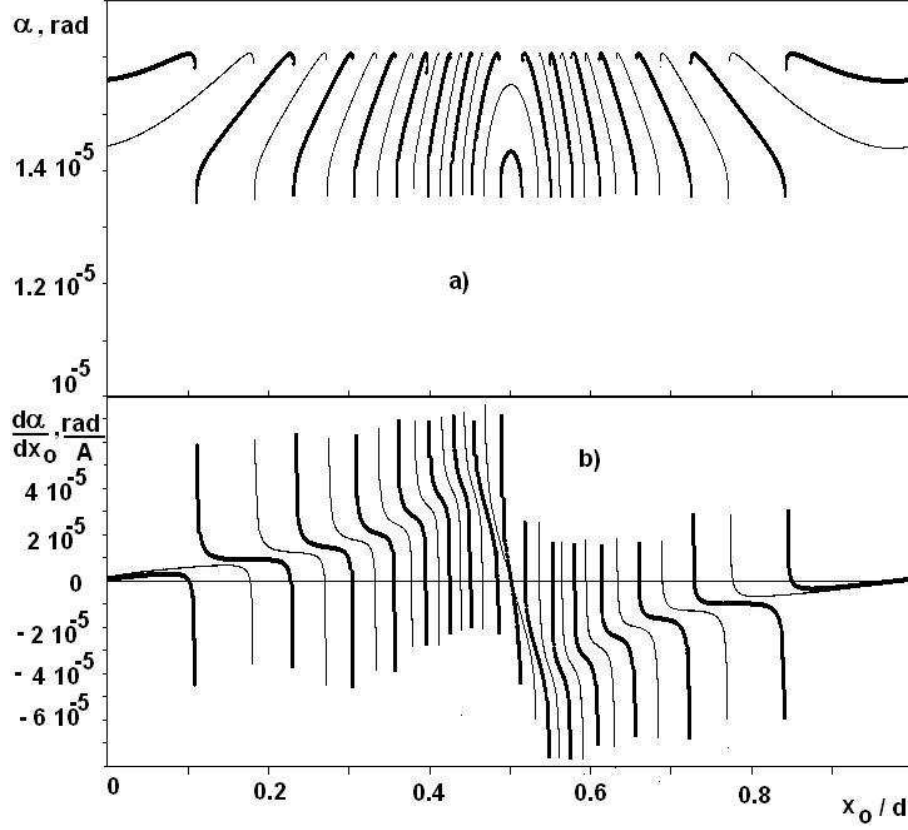 α , rad
1.4 10⁻⁵
1.2 10⁻⁵
a)
10⁻⁵
dα/dx₀ , rad/A
b)
4 10⁻⁵
2 10⁻⁵
0
- 2 10⁻⁵
- 4 10⁻⁵
- 6 10⁻⁵
0 0.2 0.4 0.6 0.8 x₀ / d